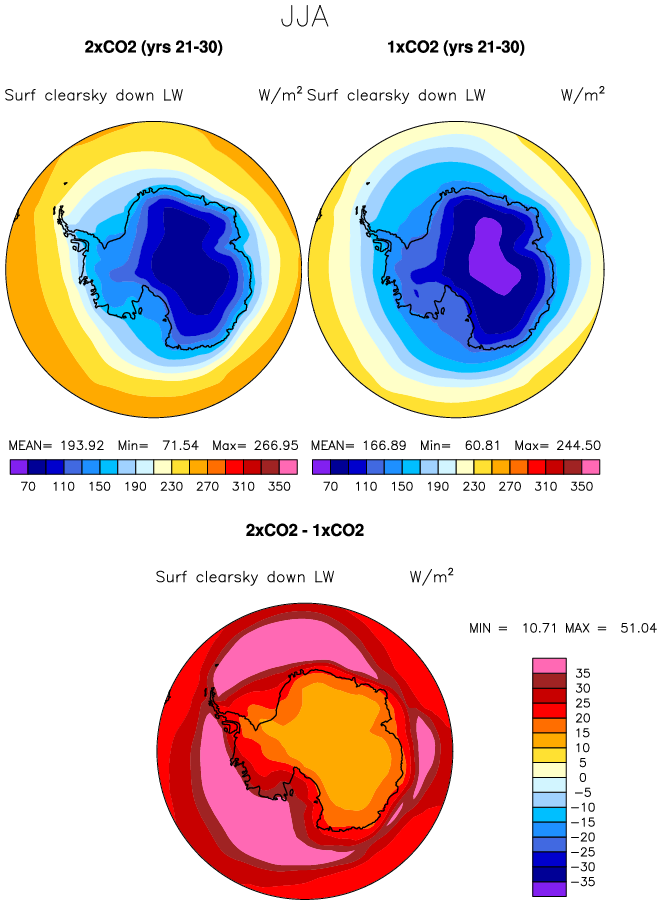 JJA
2xCO2 (yrs 21-30) 1xCO2 (yrs 21-30)
Surf clearsky down LW W/m² Surf clearsky down LW W/m²
MEAN= 193.92 Min= 71.54 Max= 266.95 MEAN= 166.89 Min= 60.81 Max= 244.50
70 110 150 190 230 270 310 350 70 110 150 190 230 270 310 350
2xCO2 - 1xCO2
Surf clearsky down LW W/m²
MIN = 10.71 MAX = 51.04
35
30
25
20
15
10
5
0
-5
-10
-15
-20
-25
-30
-35